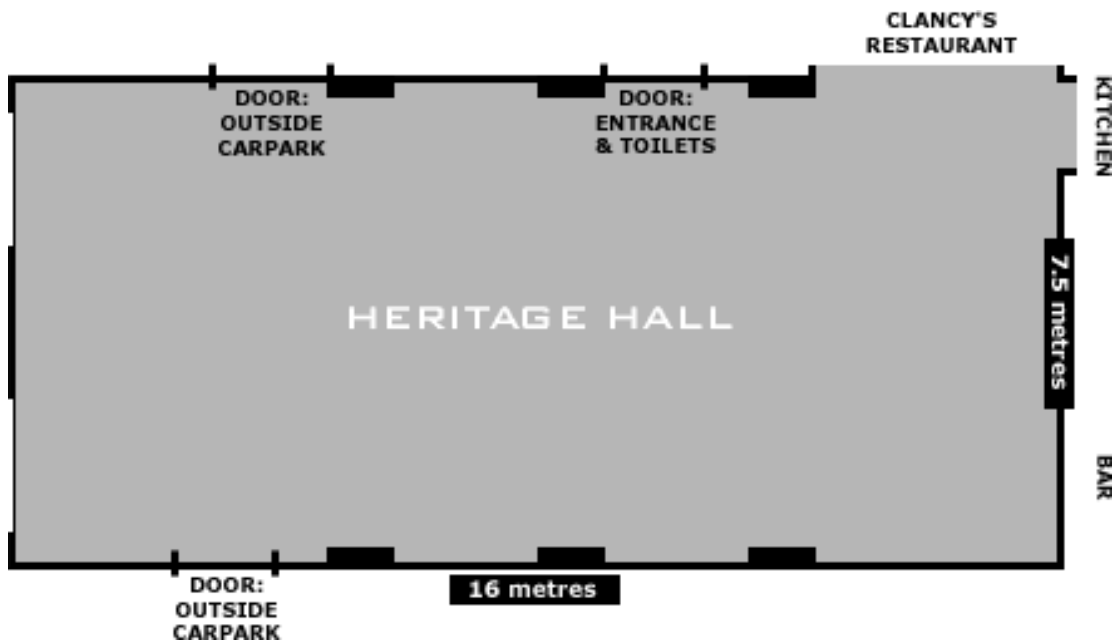 CLANCY'S
RESTAURANT
KITCHEN
DOOR:
OUTSIDE
CARPARK
DOOR:
ENTRANCE
& TOILETS
HERITAGE HALL
7.5 metres
BAR
DOOR:
OUTSIDE
CARPARK
16 metres